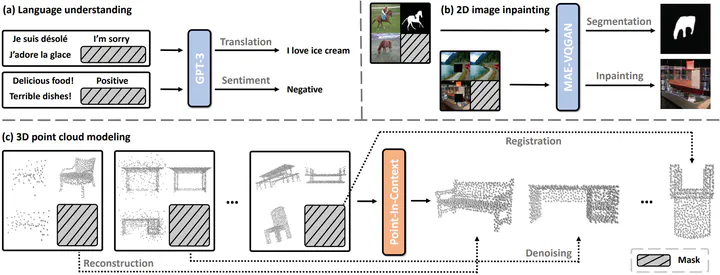 (a) Language understanding
Je suis désolé I'm sorry
J'adore la glace
Translation
I love ice cream
GPT-3
Delicious food! Positive
Terrible dishes!
Sentiment
Negative
(b) 2D image inpainting
MAE-VQGAN
Segmentation
Inpainting
(c) 3D point cloud modeling
...
Point-In-Context
Registration
...
Reconstruction
Denoising
Mask